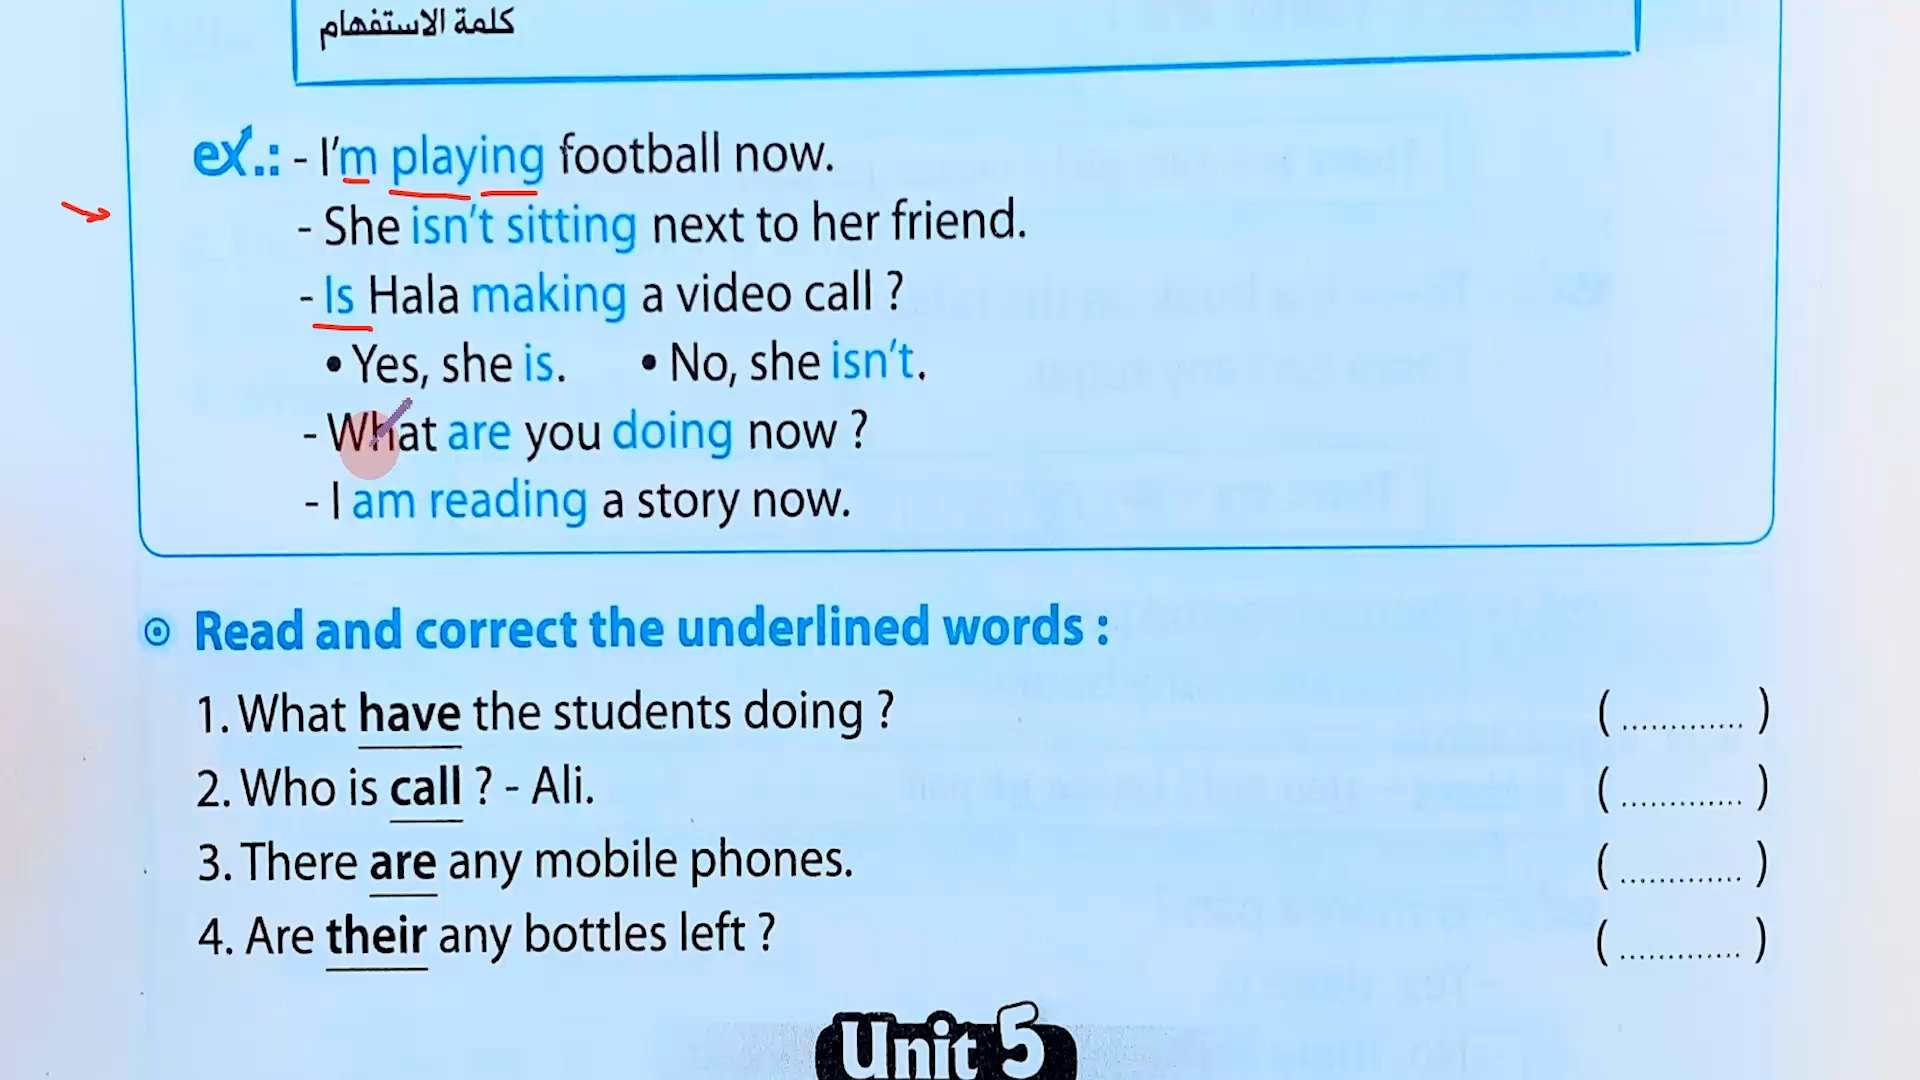 كلمة الاستفهام
ex.: - I'm playing football now.
- She isn't sitting next to her friend.
- Is Hala making a video call ?
• Yes, she is. • No, she isn't.
- What are you doing now ?
- I am reading a story now.
Read and correct the underlined words :
1. What have the students doing ? (.............)
2. Who is call ? - Ali. (.............)
3. There are any mobile phones. (.............)
4. Are their any bottles left ? (.............)
Unit 5